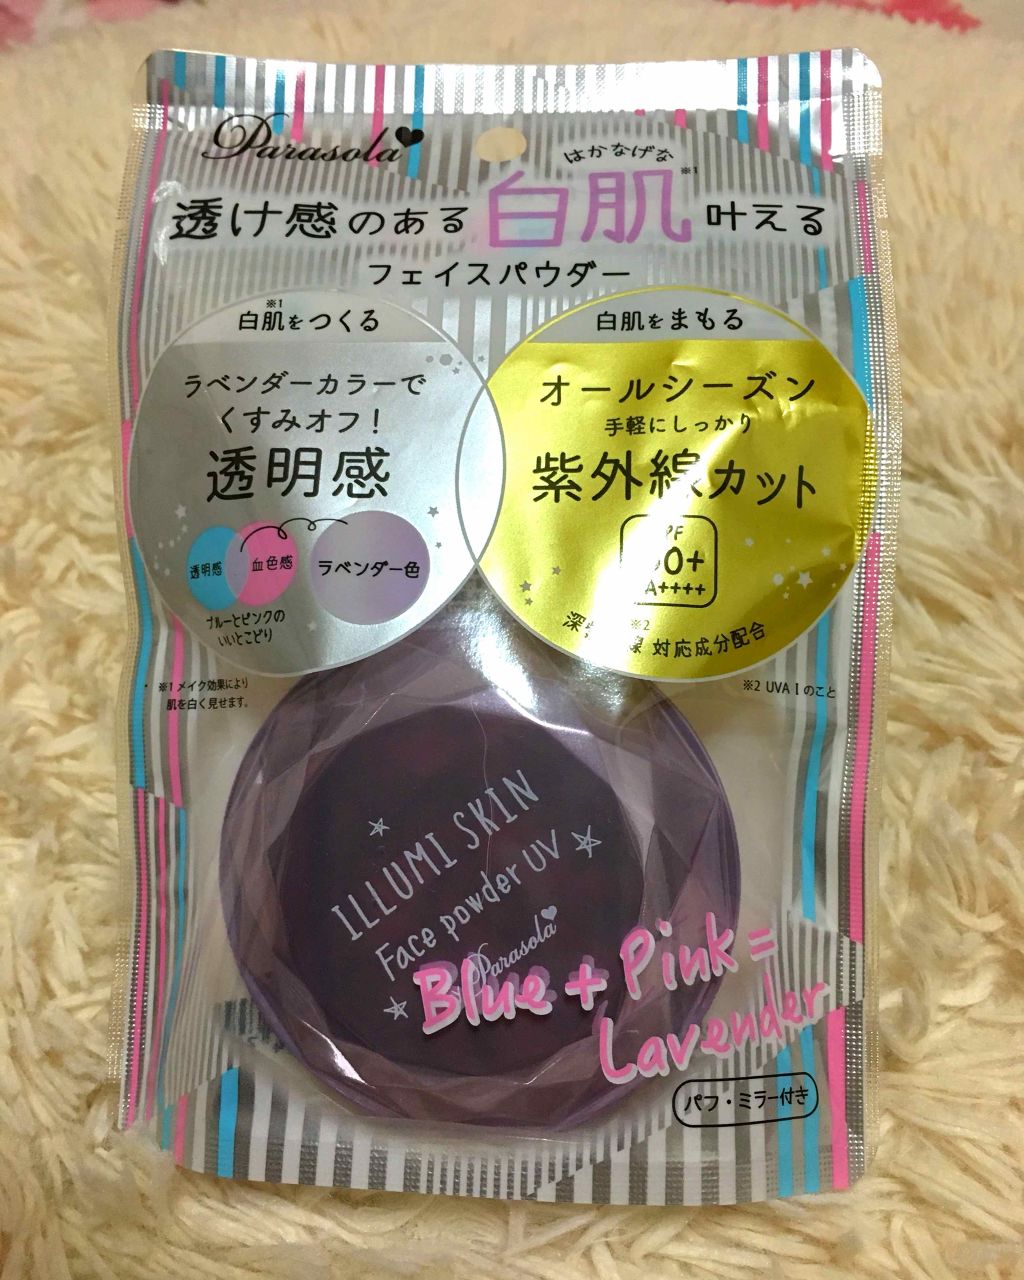 Parasola
はかなげな
透け感のある白肌※1叶える
フェイスパウダー
白肌※1をつくる
ラベンダーカラーで
くすみオフ！
透明感
透明感 血色感 ラベンダー色
ブルーとピンクの
いいとこどり
※1 メイク効果により
肌を白く見せます。
白肌をまもる
オールシーズン
手軽にしっかり
紫外線カット
0+
A++++
※2
対応成分配合
※2 UVA Iのこと
ILLUMI SKIN
Face powder UV
Parasola
Blue + Pink =
Lavender
パフ・ミラー付き